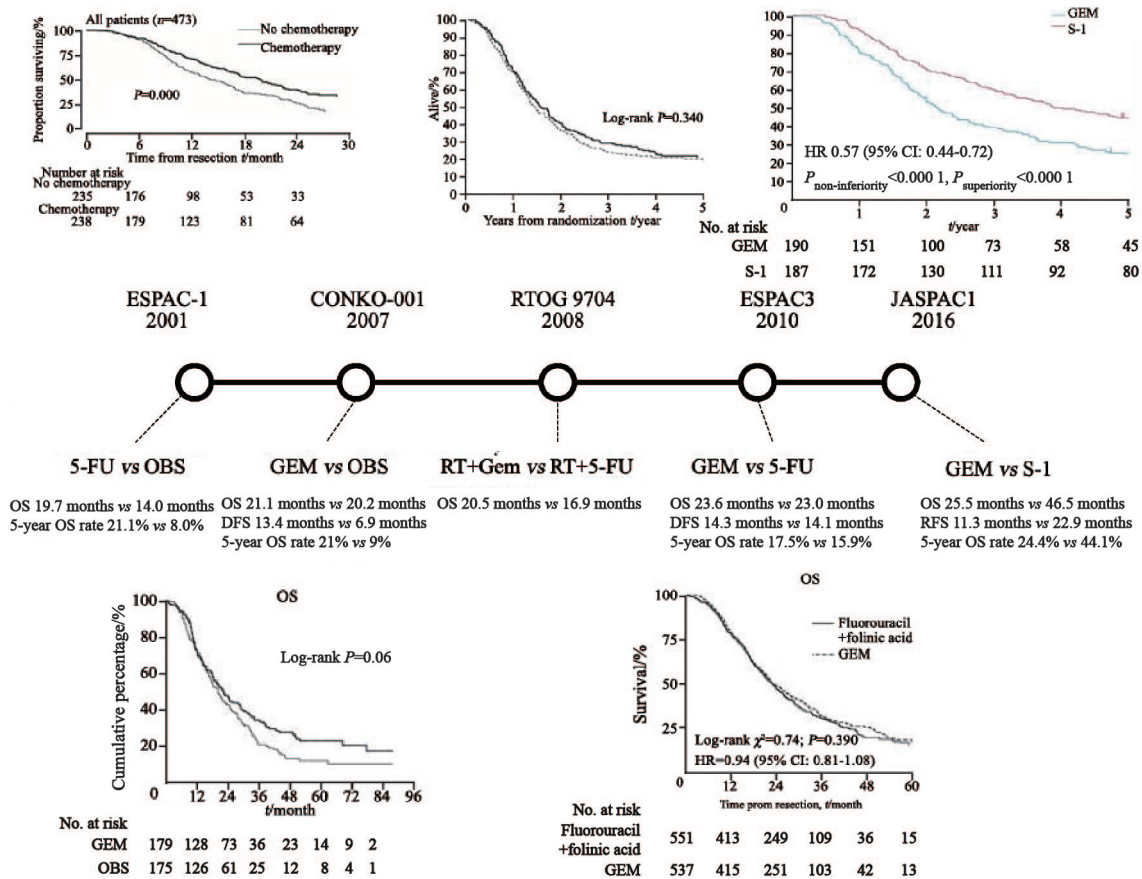 All patients (n=473)
No chemotherapy
Chemotherapy
Proportion surviving/%
100
75
50
25
0
P=0.000
0 6 12 18 24 30
Time from resection t/month
Number at risk
No chemotherapy
235 176 98 53 33
Chemotherapy
238 179 123 81 64
Alive/%
100
90
80
70
60
50
40
30
20
10
Log-rank P=0.340
0 1 2 3 4 5
Years from randomization t/year
100
90
80
70
60
50
40
30
20
10
GEM
S-1
HR 0.57 (95% CI: 0.44-0.72)
P non-inferiority<0.000 1, P superiority<0.000 1
0 1 2 3 4 5
t/year
No. at risk
GEM 190 151 100 73 58 45
S-1 187 172 130 111 92 80
ESPAC-1
2001
CONKO-001
2007
RTOG 9704
2008
ESPAC3
2010
JASPAC1
2016
5-FU vs OBS
OS 19.7 months vs 14.0 months
5-year OS rate 21.1% vs 8.0%
GEM vs OBS
OS 21.1 months vs 20.2 months
DFS 13.4 months vs 6.9 months
5-year OS rate 21% vs 9%
RT+Gem vs RT+5-FU
OS 20.5 months vs 16.9 months
GEM vs 5-FU
OS 23.6 months vs 23.0 months
DFS 14.3 months vs 14.1 months
5-year OS rate 17.5% vs 15.9%
GEM vs S-1
OS 25.5 months vs 46.5 months
RFS 11.3 months vs 22.9 months
5-year OS rate 24.4% vs 44.1%
OS
Cumulative percentage/%
100
80
60
40
20
Log-rank P=0.06
0 12 24 36 48 60 72 84 96
t/month
No. at risk
GEM 179 128 73 36 23 14 9 2
OBS 175 126 61 25 12 8 4 1
OS
Survival/%
100
75
50
25
Fluorouracil
+folinic acid
GEM
Log-rank χ²=0.74; P=0.390
HR=0.94 (95% CI: 0.81-1.08)
0 12 24 36 48 60
Time prom resection, t/month
No. at risk
Fluorouracil
+folinic acid
551 413 249 109 36 15
GEM 537 415 251 103 42 13